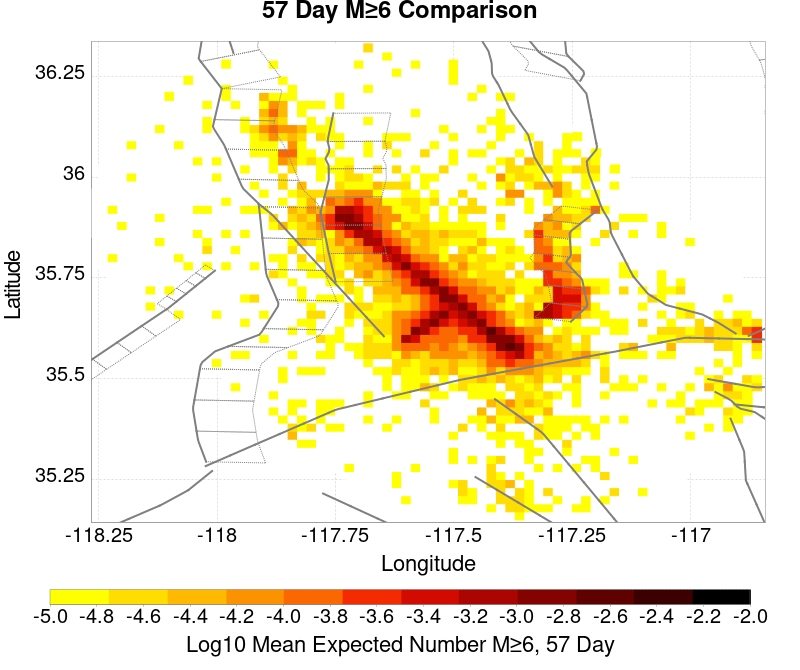 57 Day M≥6 Comparison
36.25
36
35.75
35.5
35.25
Latitude
-118.25 -118 -117.75 -117.5 -117.25 -117
Longitude
-5.0 -4.8 -4.6 -4.4 -4.2 -4.0 -3.8 -3.6 -3.4 -3.2 -3.0 -2.8 -2.6 -2.4 -2.2 -2.0
Log10 Mean Expected Number M≥6, 57 Day